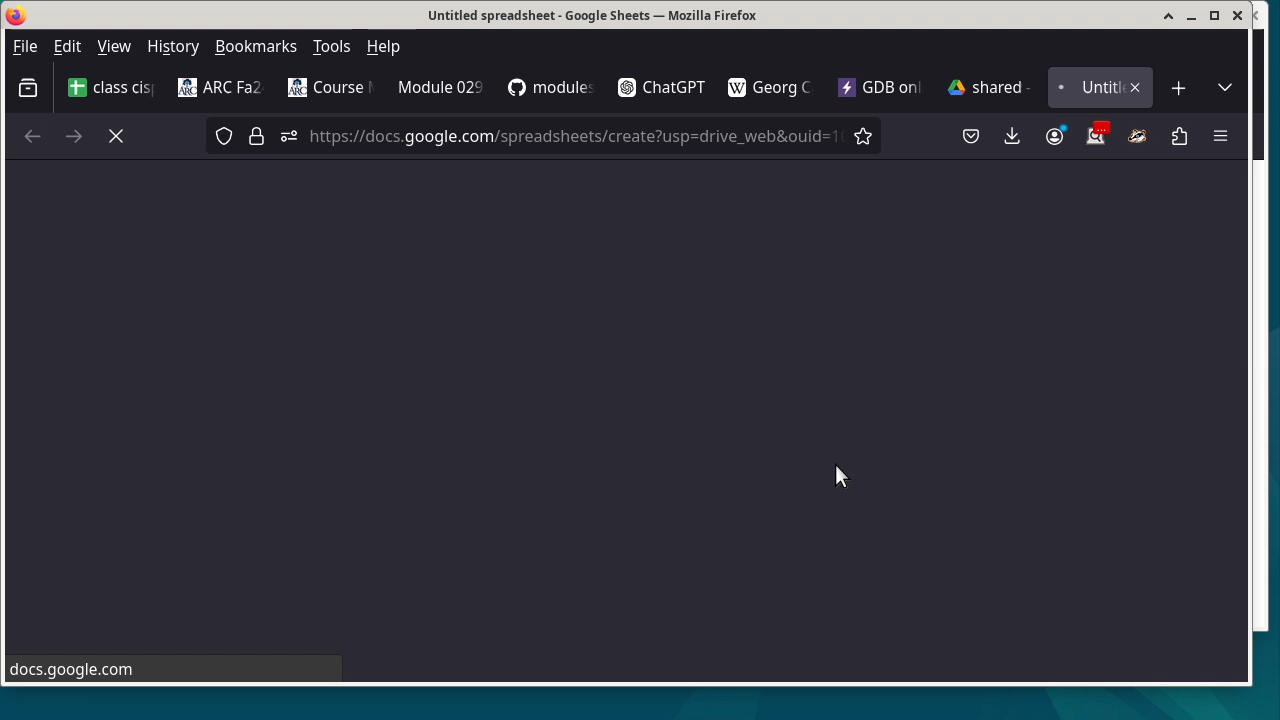 Untitled spreadsheet - Google Sheets — Mozilla Firefox
File Edit View History Bookmarks Tools Help
class cisp ARC Fa2 Course Module 029 modules ChatGPT Georg C GDB onl shared - Untitle
https://docs.google.com/spreadsheets/create?usp=drive_web&ouid=10
docs.google.com